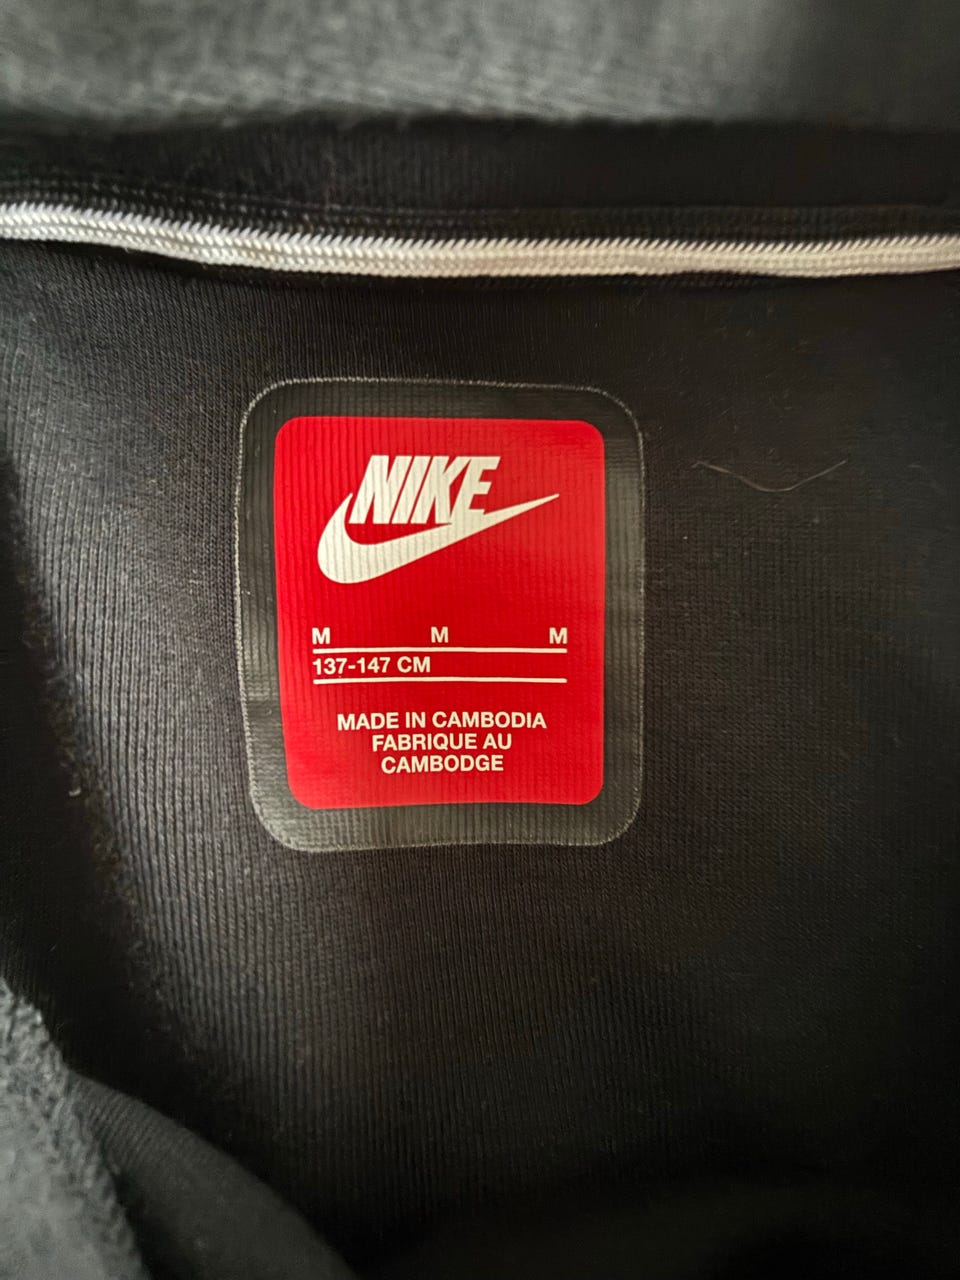 NIKE
M M M
137-147 CM
MADE IN CAMBODIA
FABRIQUE AU
CAMBODGE